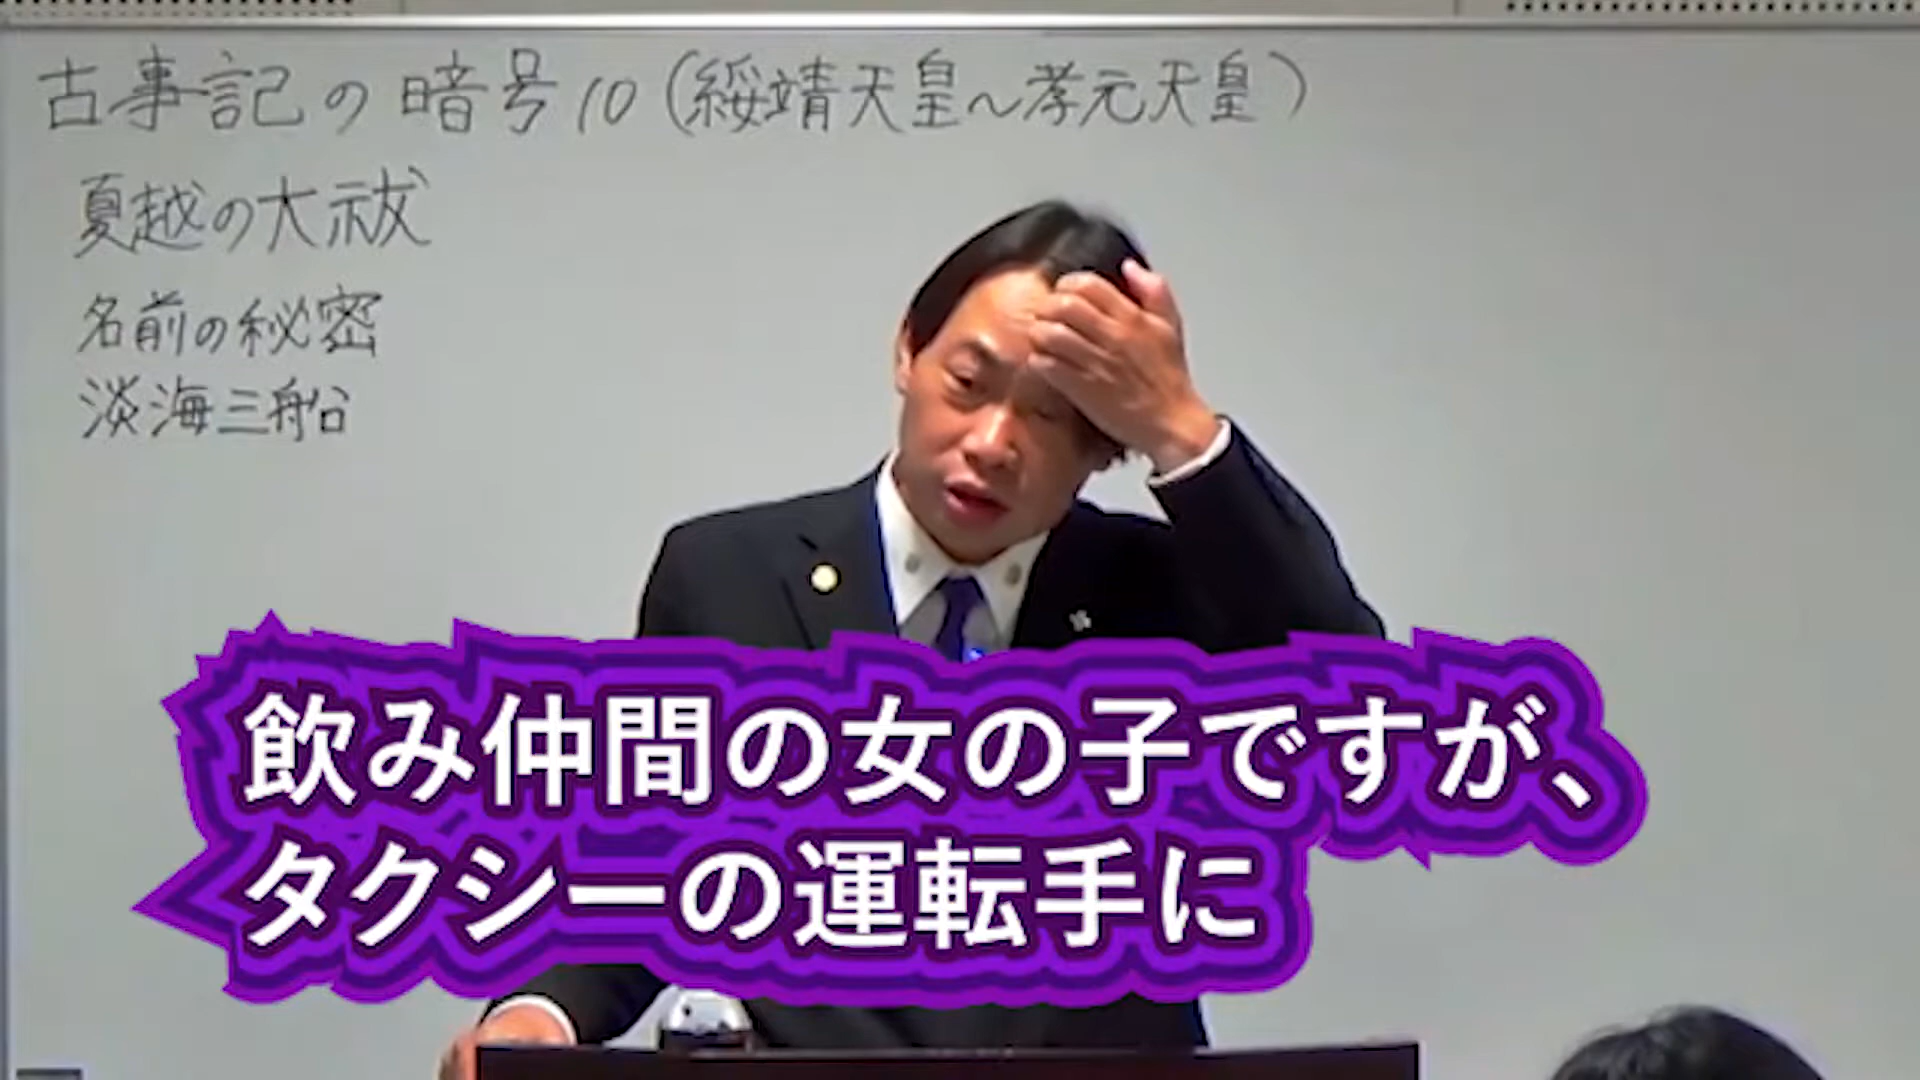 古事記の暗号10(綏靖天皇～孝元天皇)
夏越の大祓
名前の秘密
淡海三船
飲み仲間の女の子ですが、
タクシーの運転手に